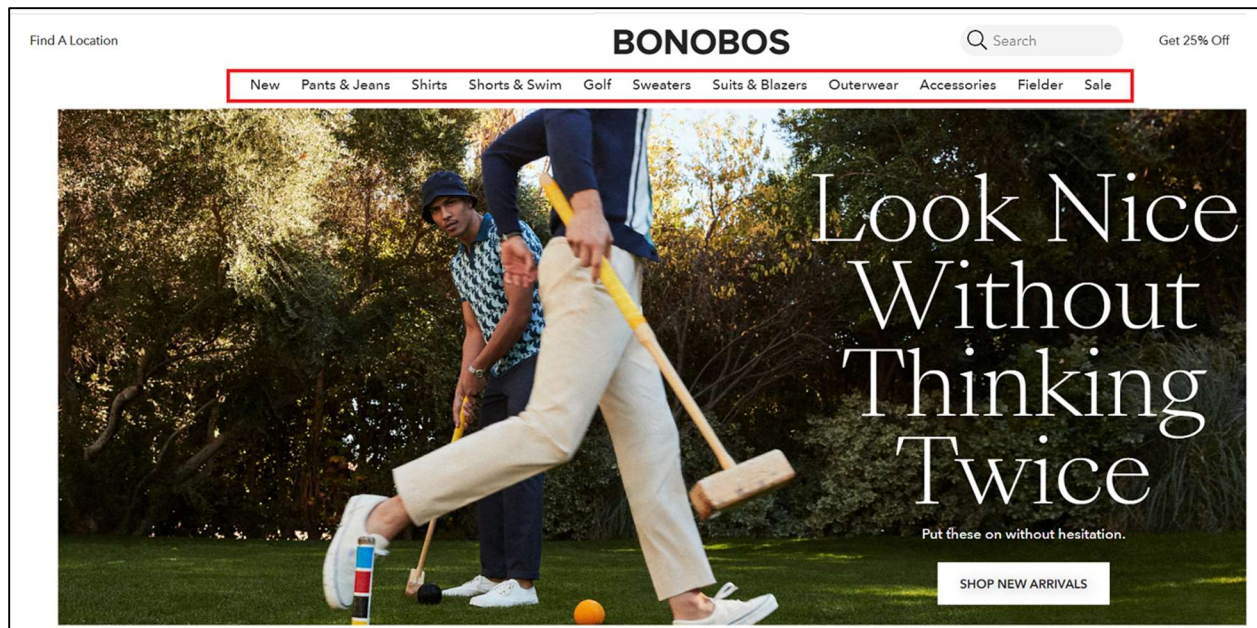 Find A Location
BONOBOS
Search
Get 25% Off
New Pants & Jeans Shirts Shorts & Swim Golf Sweaters Suits & Blazers Outerwear Accessories Fielder Sale
Look Nice
Without
Thinking
Twice
Put these on without hesitation.
SHOP NEW ARRIVALS